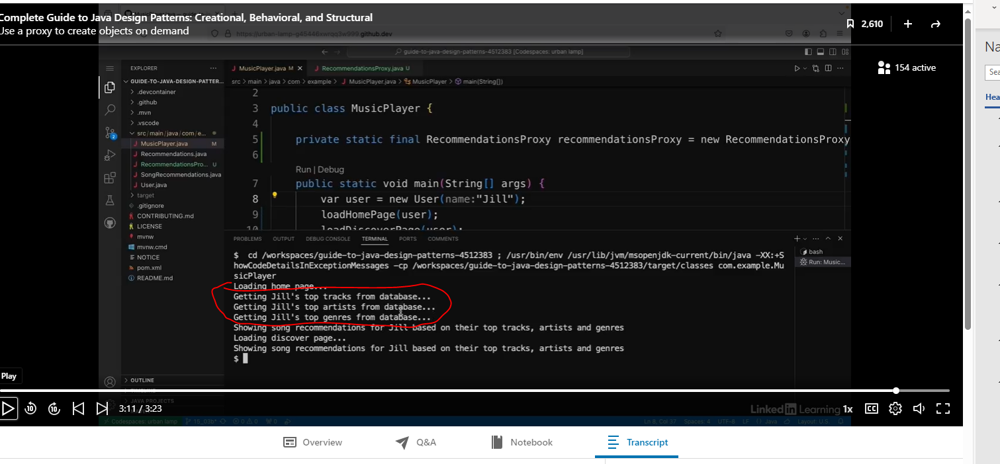 Complete Guide to Java Design Patterns: Creational, Behavioral, and Structural
Use a proxy to create objects on demand
2,610
154 active
https://urban-lamp-g45446xwrqq3w999.github.dev
guide-to-java-design-patterns-4512383 [Codespaces: urban lamp]
EXPLORER
GUIDE-TO-JAVA-DESIGN-PATTER...
.devcontainer
.github
.mvn
.vscode
src/main/java/com/e...
MusicPlayer.java M
Recommendations.java
RecommendationsPro... U
SongRecommendations.java
User.java
target
.gitignore
CONTRIBUTING.md
LICENSE
mvnw
mvnw.cmd
NOTICE
pom.xml
README.md
OUTLINE
JAVA PROJECTS
MusicPlayer.java M
RecommendationsProxy.java U
src > main > java > com > example > MusicPlayer.java > MusicPlayer > main(String[])
2
3 public class MusicPlayer {
4
5 private static final RecommendationsProxy recommendationsProxy = new RecommendationsProxy
6
Run | Debug
7 public static void main(String[] args) {
8 var user = new User(name:"Jill");
9 loadHomePage(user);
10 loadDiscoverPage(user);
PROBLEMS OUTPUT DEBUG CONSOLE TERMINAL PORTS COMMENTS
$ cd /workspaces/guide-to-java-design-patterns-4512383 ; /usr/bin/env /usr/lib/jvm/msopenjdk-current/bin/java -XX:+S
howCodeDetailsInExceptionMessages -cp /workspaces/guide-to-java-design-patterns-4512383/target/classes com.example.Mu
sicPlayer
Loading home page...
Getting Jill's top tracks from database...
Getting Jill's top artists from database...
Getting Jill's top genres from database...
Showing song recommendations for Jill based on their top tracks, artists and genres
Loading discover page...
Showing song recommendations for Jill based on their top tracks, artists and genres
$
bash
Run: Music...
Play
10
10
3:11 / 3:23
LinkedIn Learning
1x
CC
Codespaces: urban lamp
15_03b*
0 0
0
Ln 8, Col 37 Spaces: 4 UTF-8 LF {} Java Layout: U.S.
Overview
Q&A
Notebook
Transcript
Na
Sea
Hea